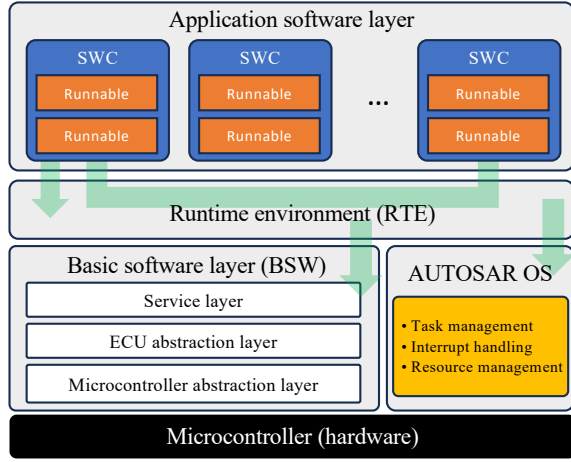 Application software layer
SWC
Runnable
Runnable
SWC
Runnable
Runnable
...
SWC
Runnable
Runnable
Runtime environment (RTE)
Basic software layer (BSW)
Service layer
ECU abstraction layer
Microcontroller abstraction layer
AUTOSAR OS
• Task management
• Interrupt handling
• Resource management
Microcontroller (hardware)